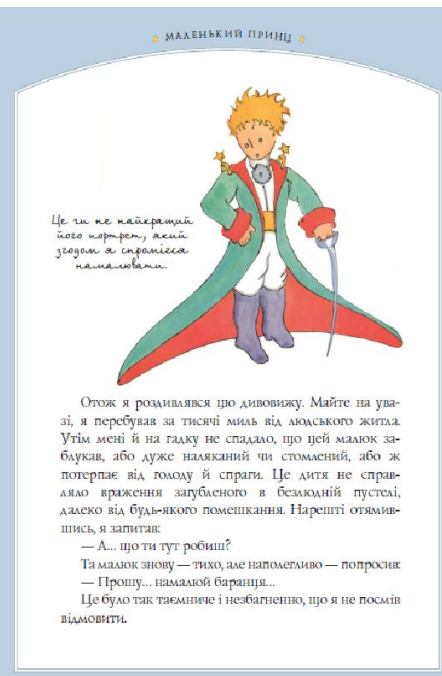 МАЛЕНЬКИЙ ПРИНЦ
Це чи не найкращий
його портрет, який
згодом я спромігся
намалювати.
Отож я роздивлявся цю дивовижу. Майте на ува-
зі, я перебував за тисячі миль від людського житла.
Утім мені й на гадку не спадало, що цей малюк за-
блукав, або дуже наляканий чи стомлений, або ж
потерпає від голоду й спраги. Це дитя не справ-
ляло враження загубленого в безлюдній пустелі,
далеко від будь-якого помешкання. Нарешті отямив-
шись, я запитав:
— А... що ти тут робиш?
Та малюк знову — тихо, але наполегливо — попросив:
— Прошу... намалюй баранця...
Це було так таємниче і незбагненно, що я не посмів
відмовити.